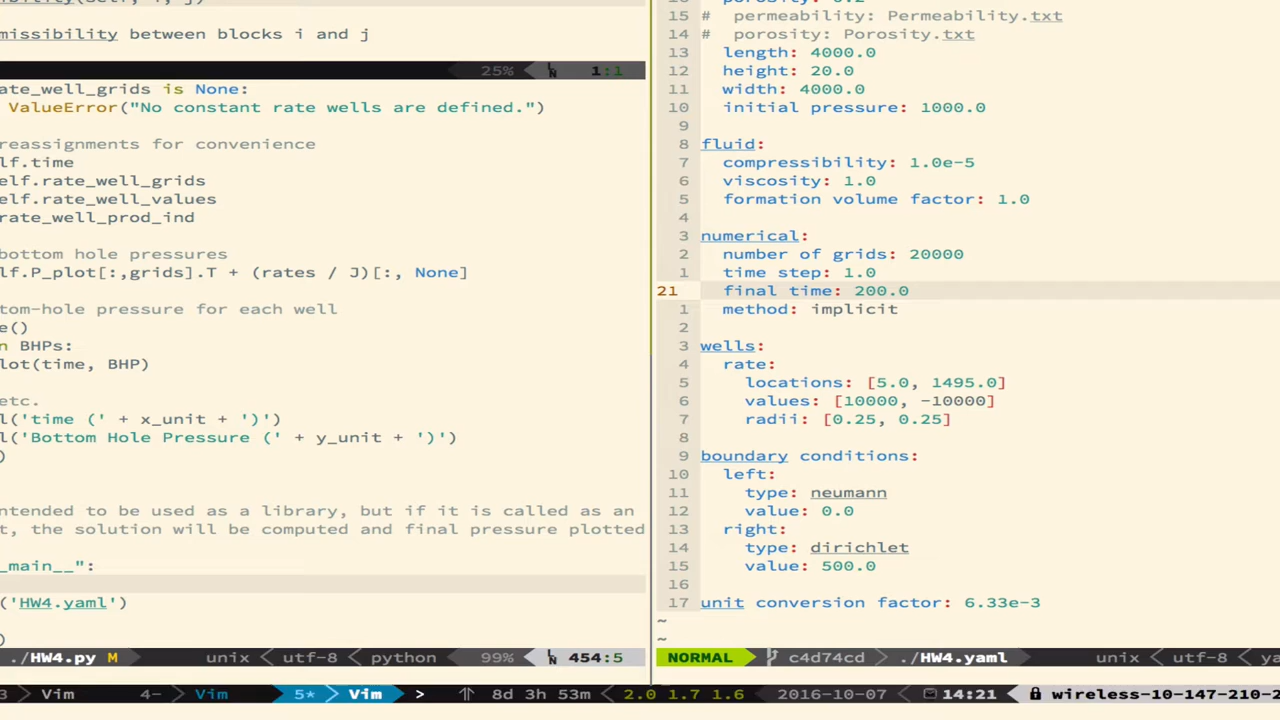 missibility between blocks i and j
25% 1:1
ate_well_grids is None:
ValueError("No constant rate wells are defined.")
reassignments for convenience
lf.time
elf.rate_well_grids
elf.rate_well_values
rate_well_prod_ind
bottom hole pressures
lf.P_plot[:,grids].T + (rates / J)[:, None]
tom-hole pressure for each well
e()
n BHPs:
lot(time, BHP)
etc.
l('time (' + x_unit + ')')
l('Bottom Hole Pressure (' + y_unit + ')')
)
ntended to be used as a library, but if it is called as an
t, the solution will be computed and final pressure plotted
_main__":
('HW4.yaml')
)
./HW4.py M unix utf-8 python 99% 454:5
15 # permeability: Permeability.txt
14 # porosity: Porosity.txt
13 length: 4000.0
12 height: 20.0
11 width: 4000.0
10 initial pressure: 1000.0
9
8 fluid:
7 compressibility: 1.0e-5
6 viscosity: 1.0
5 formation volume factor: 1.0
4
3 numerical:
2 number of grids: 20000
1 time step: 1.0
21 final time: 200.0
1 method: implicit
2
3 wells:
4 rate:
5 locations: [5.0, 1495.0]
6 values: [10000, -10000]
7 radii: [0.25, 0.25]
8
9 boundary conditions:
10 left:
11 type: neumann
12 value: 0.0
13 right:
14 type: dirichlet
15 value: 500.0
16
17 unit conversion factor: 6.33e-3
~
~
NORMAL c4d74cd ./HW4.yaml unix utf-8 ya
3 Vim 4- Vim 5* Vim > 8d 3h 53m 2.0 1.7 1.6 2016-10-07 14:21 wireless-10-147-210-2